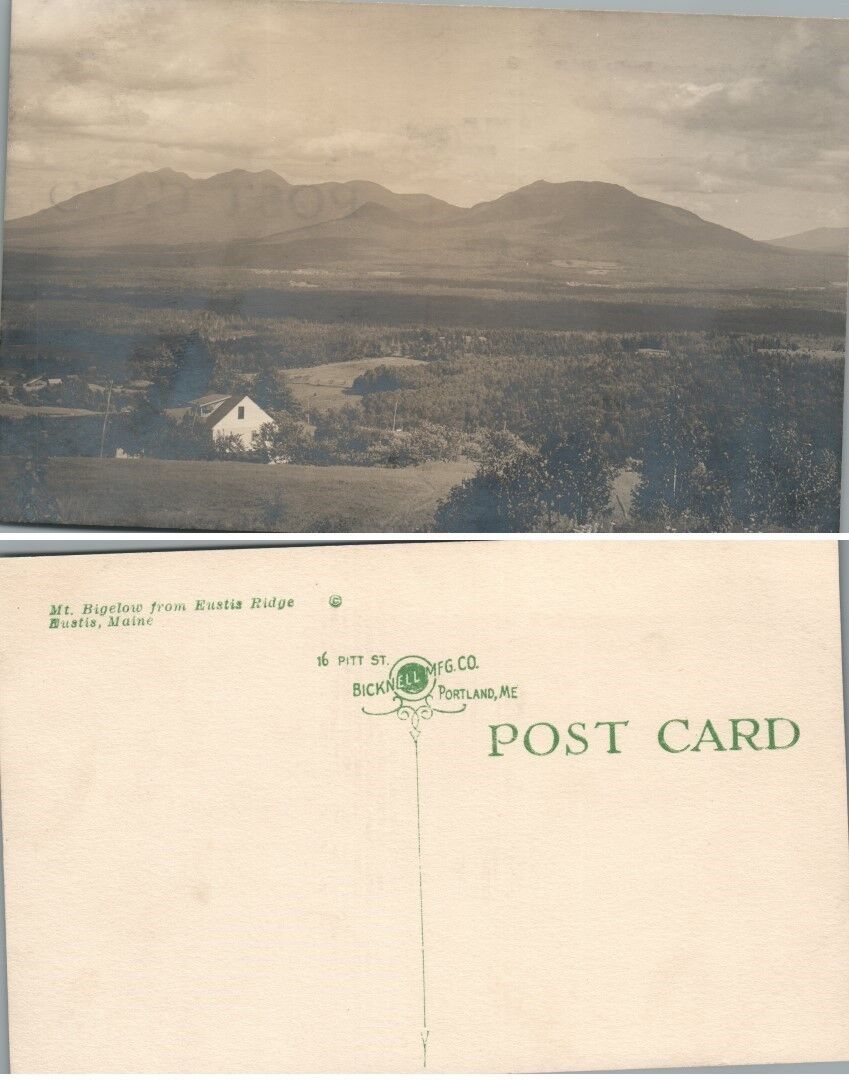 Mt. Bigelow from Eustis Ridge ©
Eustis, Maine
16 PITT ST.
BICKNELL MFG. CO.
PORTLAND, ME
POST CARD